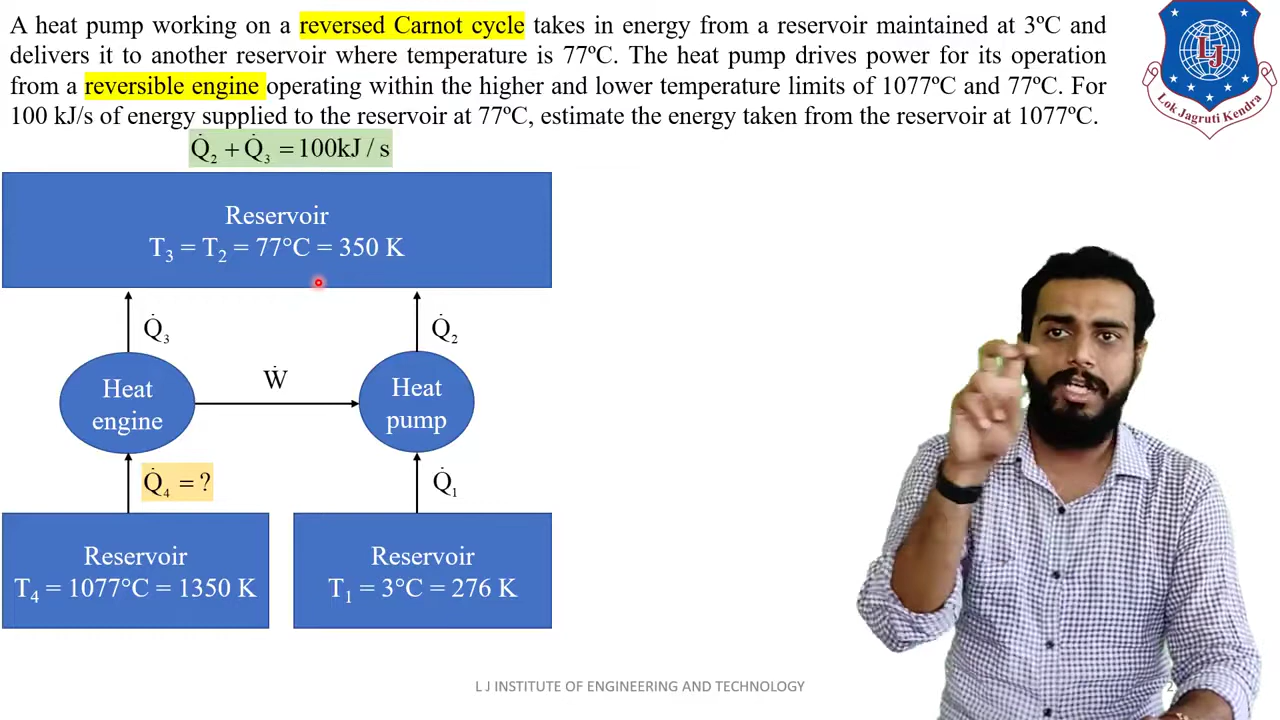 A heat pump working on a reversed Carnot cycle takes in energy from a reservoir maintained at 3ºC and
delivers it to another reservoir where temperature is 77ºC. The heat pump drives power for its operation
from a reversible engine operating within the higher and lower temperature limits of 1077ºC and 77ºC. For
100 kJ/s of energy supplied to the reservoir at 77ºC, estimate the energy taken from the reservoir at 1077ºC.
LJ
Lok Jagruti Kendra
Q̇₂ + Q̇₃ = 100kJ / s
Reservoir
T₃ = T₂ = 77°C = 350 K
Q̇₃
Q̇₂
Heat
engine
Ẇ
Heat
pump
Q̇₄ = ?
Q̇₁
Reservoir
T₄ = 1077°C = 1350 K
Reservoir
T₁ = 3°C = 276 K
L J INSTITUTE OF ENGINEERING AND TECHNOLOGY